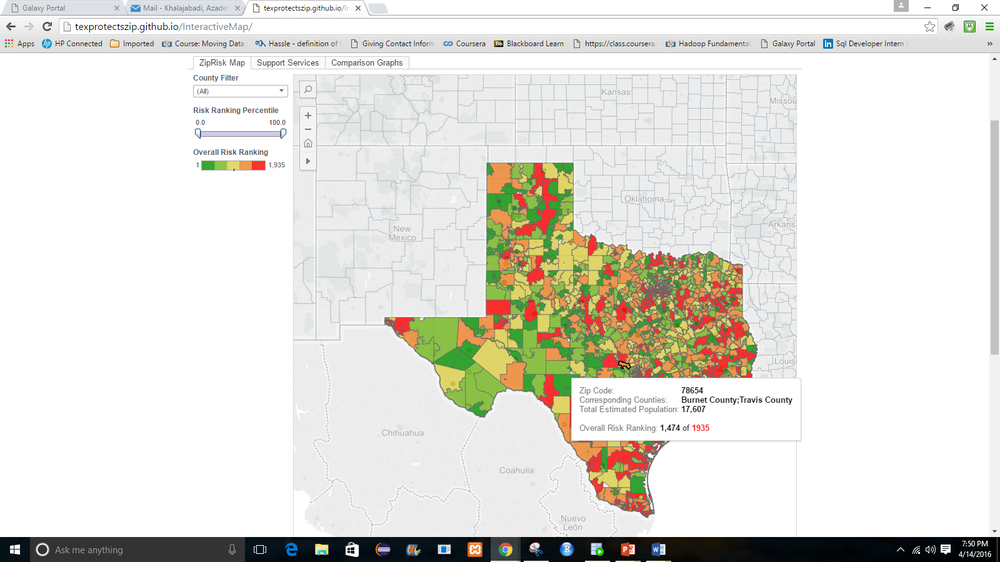 Galaxy Portal
Mail - Khalajabadi, Azade
texprotectszip.github.io/In
texprotectszip.github.io/InteractiveMap/
Apps
HP Connected
Imported
Course: Moving Data
Hassle - definition of
Giving Contact Inform
Coursera
Bb Blackboard Learn
https://class.coursera.
Hadoop Fundamenta
Galaxy Portal
in Sql Developer Intern
»
ZipRisk Map
Support Services
Comparison Graphs
County Filter
(All)
Risk Ranking Percentile
0.0 100.0
Overall Risk Ranking
1 1,935
Colorado
Kansas
Missou
Oklahoma
Arkans
New
Mexico
Louis
Chihuahua
Coahuila
Nuevo
León
Zip Code: 78654
Corresponding Counties: Burnet County;Travis County
Total Estimated Population: 17,607
Overall Risk Ranking: 1,474 of 1935
Ask me anything
7:50 PM
4/14/2016